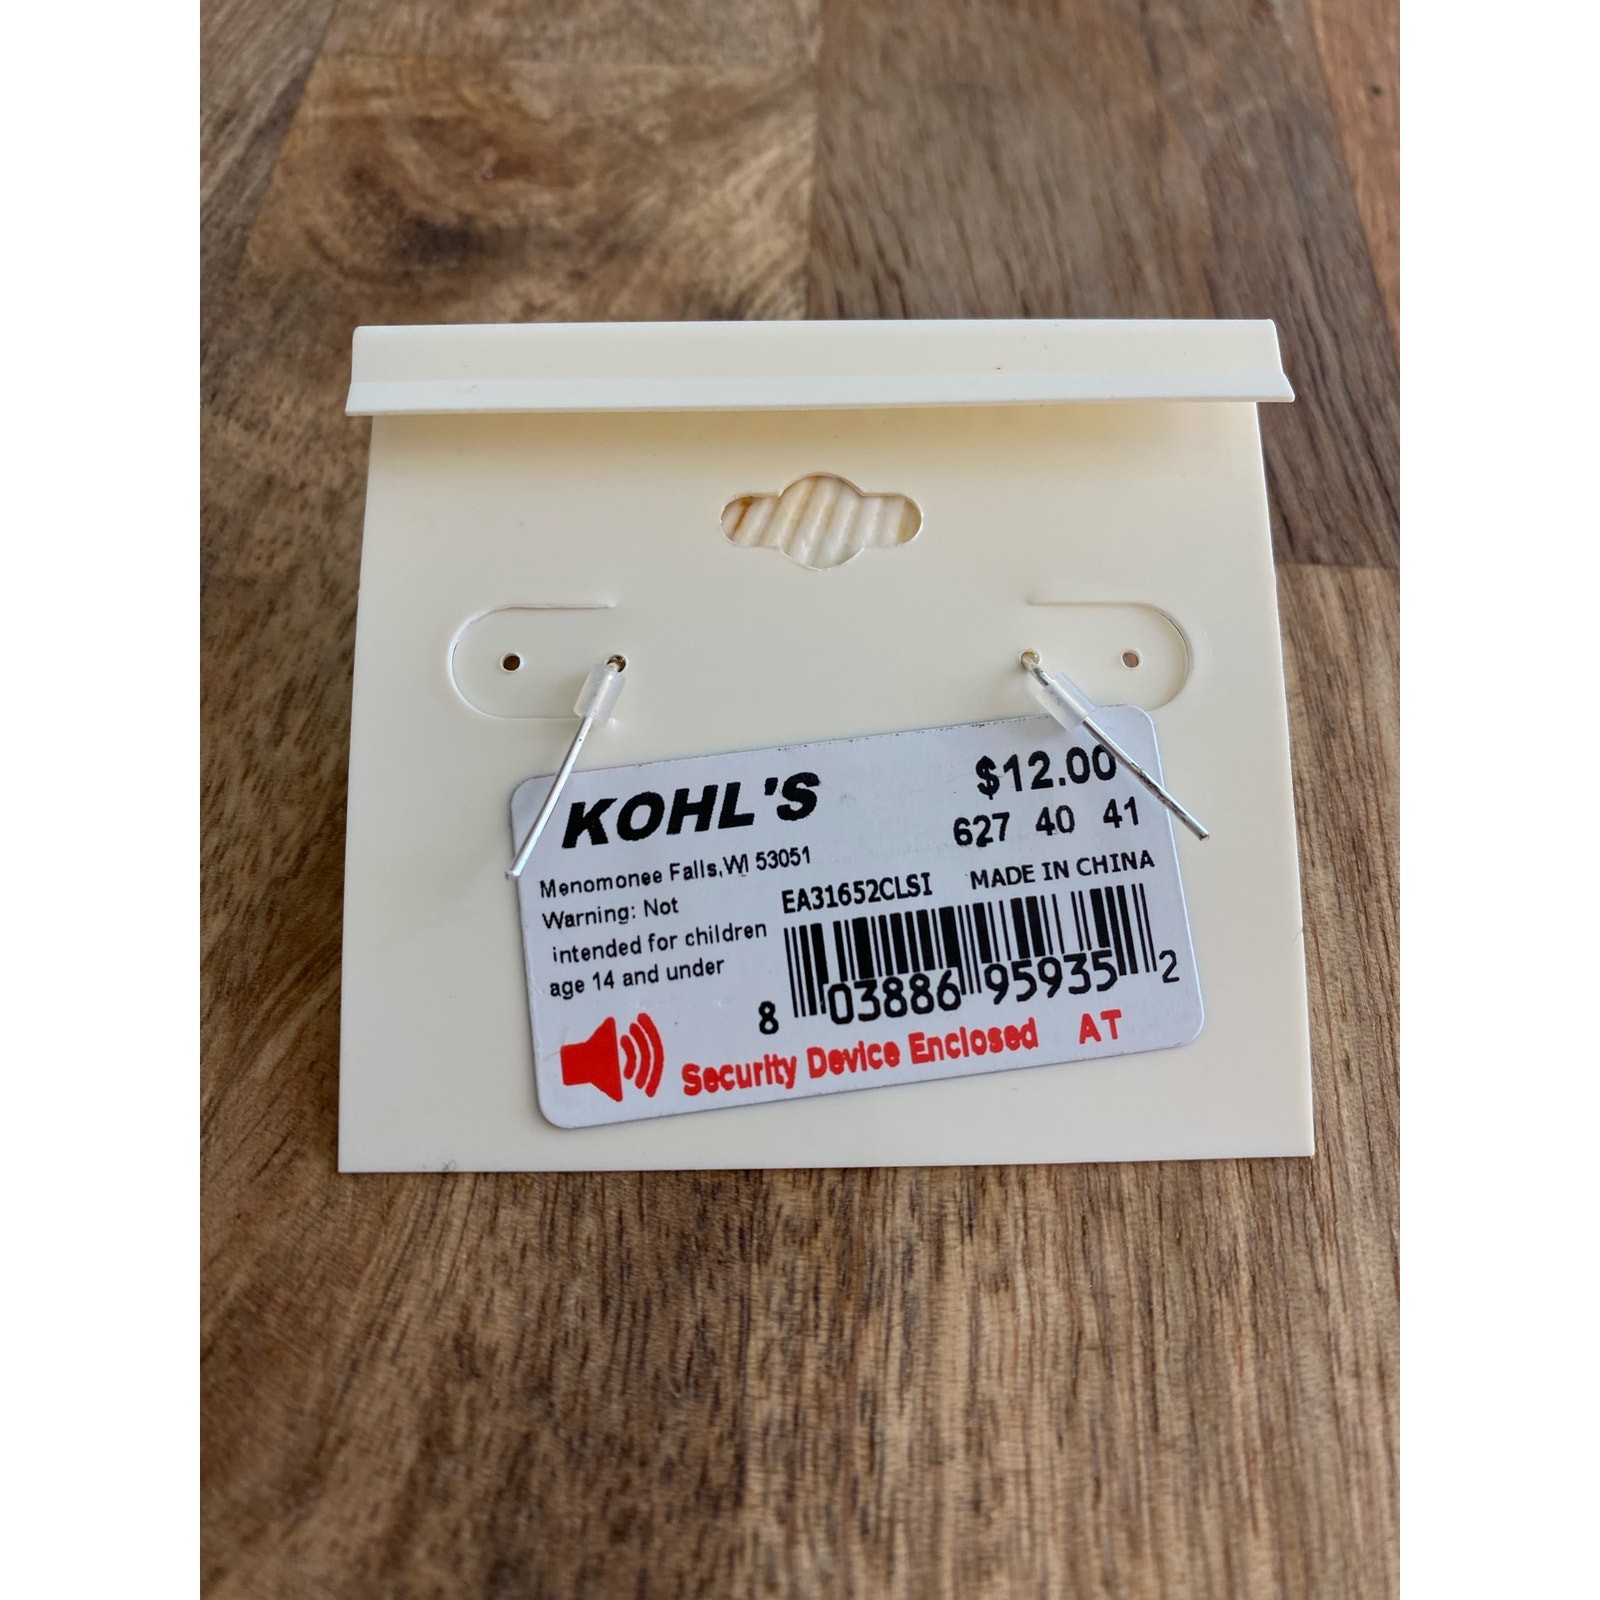 KOHL'S
$12.00
627 40 41
Menomonee Falls, WI 53051
Warning: Not
intended for children
age 14 and under
EA31652CLSI MADE IN CHINA
8 03886 95935 2
Security Device Enclosed AT